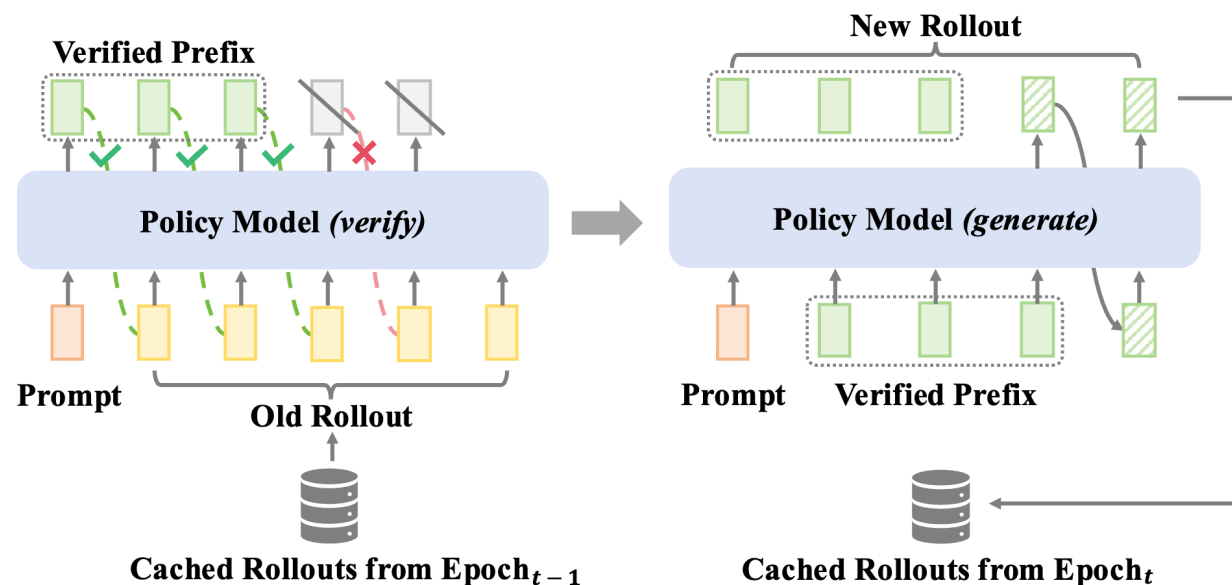 Verified Prefix
Policy Model (verify)
Prompt
Old Rollout
Cached Rollouts from Epoch_{t-1}
New Rollout
Policy Model (generate)
Prompt
Verified Prefix
Cached Rollouts from Epoch_t